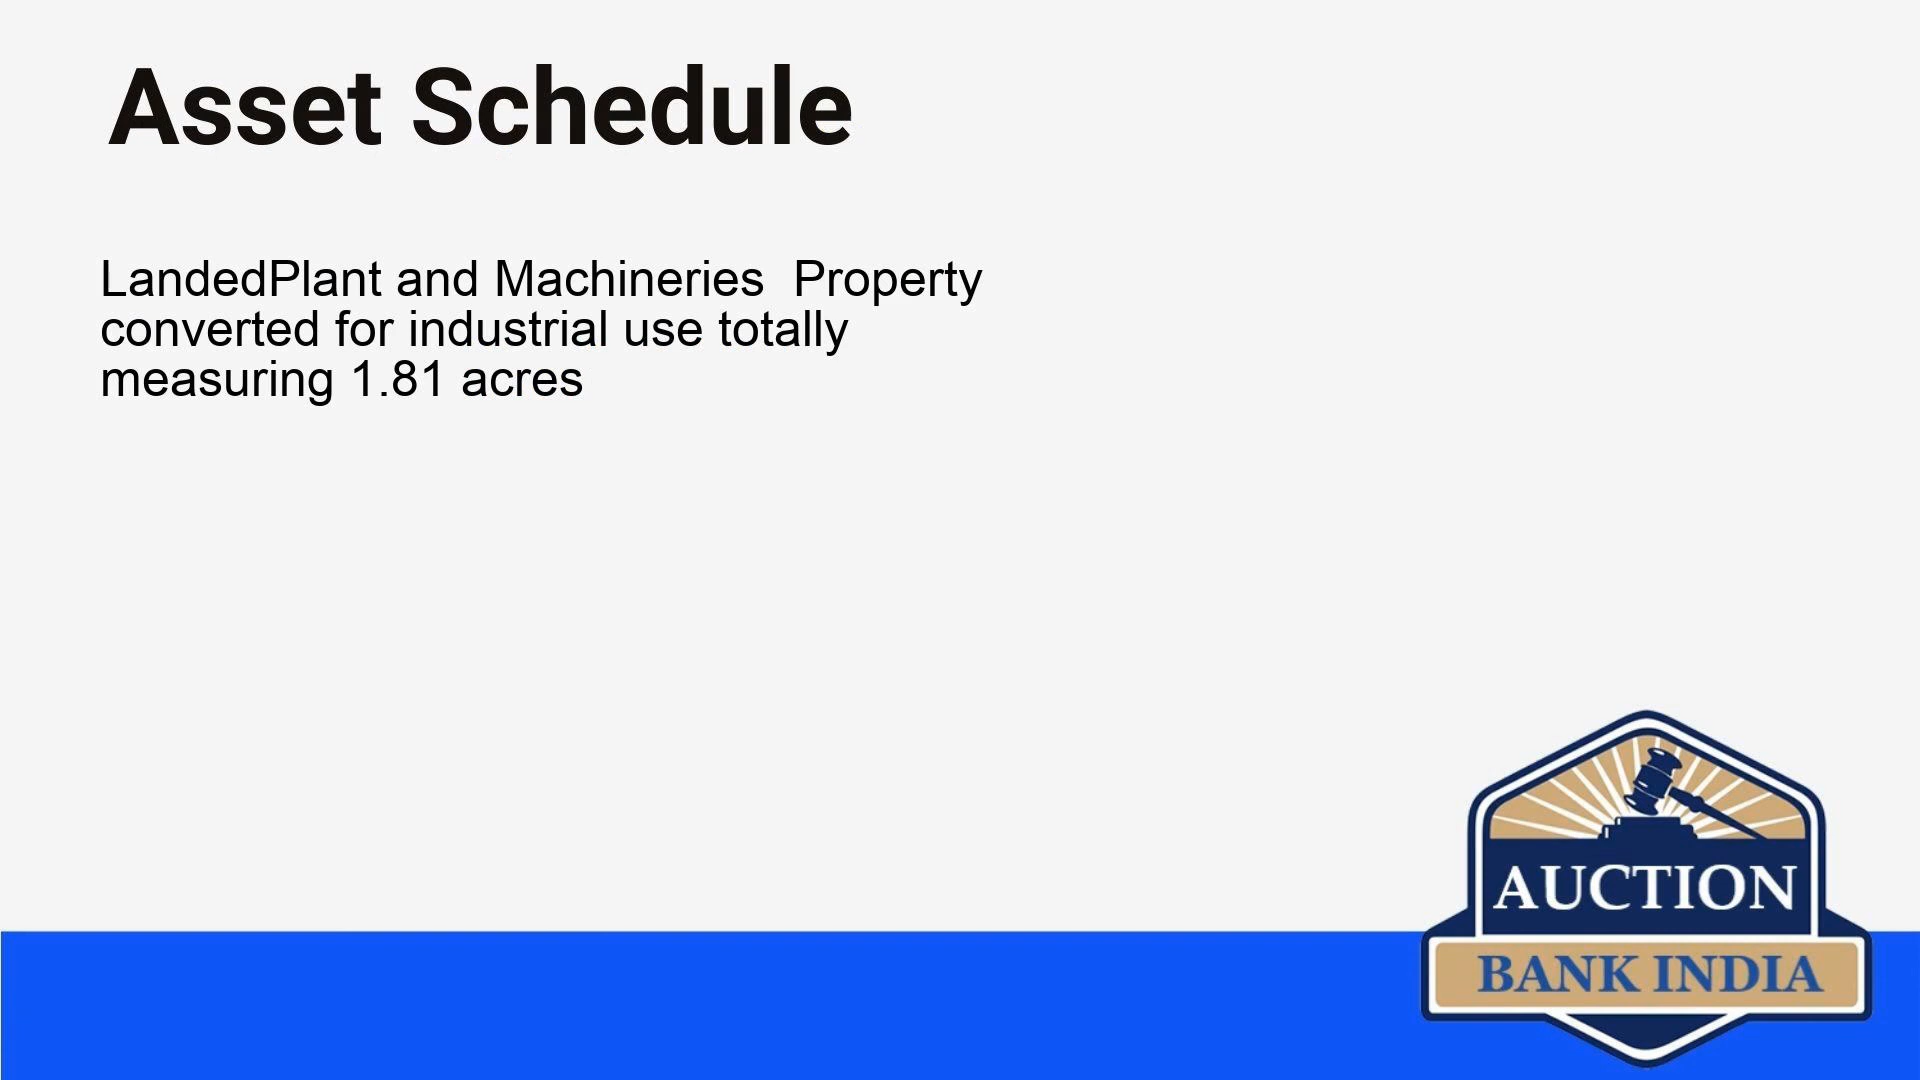 Asset Schedule
LandedPlant and Machineries  Property
converted for industrial use totally
measuring 1.81 acres
AUCTION
BANK INDIA